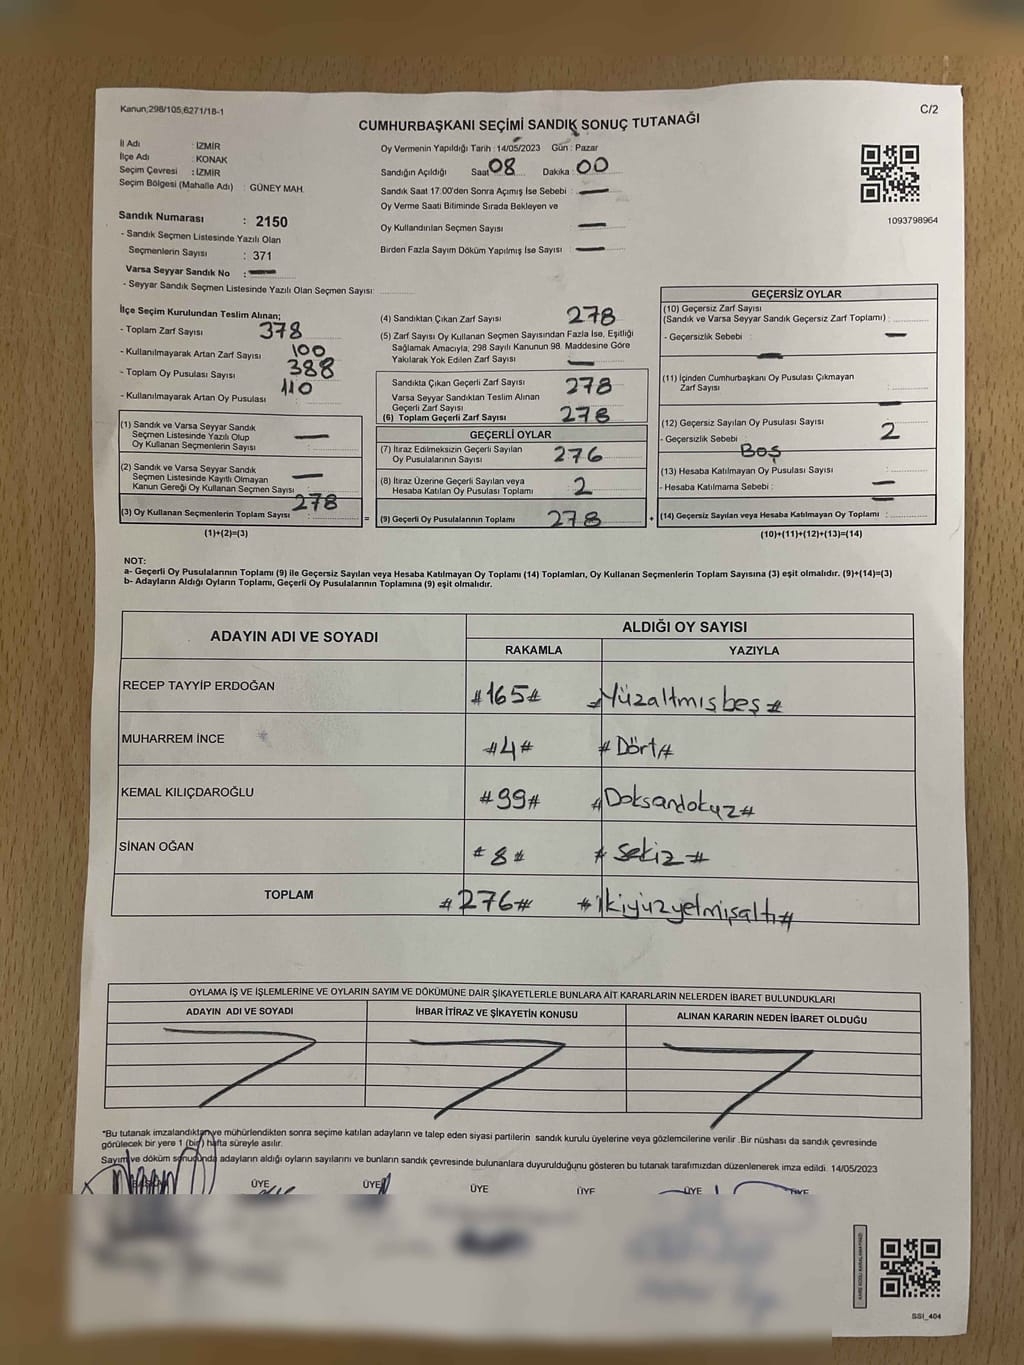 Kanun;298/105,6271/18-1
C/2
CUMHURBAŞKANI SEÇİMİ SANDIK SONUÇ TUTANAĞI
İl Adı : İZMİR
İlçe Adı : KONAK
Seçim Çevresi : İZMİR
Seçim Bölgesi (Mahalle Adı) : GÜNEY MAH.
Sandık Numarası : 2150
- Sandık Seçmen Listesinde Yazılı Olan
Seçmenlerin Sayısı : 371
Varsa Seyyar Sandık No :
- Seyyar Sandık Seçmen Listesinde Yazılı Olan Seçmen Sayısı:
Oy Vermenin Yapıldığı Tarih : 14/05/2023 Gün : Pazar
Sandığın Açıldığı Saat 08 Dakika : 00
Sandık Saat 17:00'den Sonra Açımış İse Sebebi :
Oy Verme Saati Bitiminde Sırada Bekleyen ve
Oy Kullandırılan Seçmen Sayısı
Birden Fazla Sayım Döküm Yapılmış İse Sayısı :
1093798964
İlçe Seçim Kurulundan Teslim Alınan;
- Toplam Zarf Sayısı 378
- Kullanılmayarak Artan Zarf Sayısı 100
- Toplam Oy Pusulası Sayısı 388
- Kullanılmayarak Artan Oy Pusulası 110
(1) Sandık ve Varsa Seyyar Sandık
Seçmen Listesinde Yazılı Olup
Oy Kullanan Seçmenlerin Sayısı
(2) Sandık ve Varsa Seyyar Sandık
Seçmen Listesinde Kayıtlı Olmayan
Kanun Gereği Oy Kullanan Seçmen Sayısı
(3) Oy Kullanan Seçmenlerin Toplam Sayısı 278
(1)+(2)=(3)
(4) Sandıktan Çıkan Zarf Sayısı 278
(5) Zarf Sayısı Oy Kullanan Seçmen Sayısından Fazla İse, Eşitliği
Sağlamak Amacıyla, 298 Sayılı Kanunun 98. Maddesine Göre
Yakılarak Yok Edilen Zarf Sayısı
Sandıkta Çıkan Geçerli Zarf Sayısı 278
Varsa Seyyar Sandıktan Teslim Alınan
Geçerli Zarf Sayısı
(6) Toplam Geçerli Zarf Sayısı 278
GEÇERLİ OYLAR
(7) İtiraz Edilmeksizin Geçerli Sayılan
Oy Pusulalarının Sayısı 276
(8) İtiraz Üzerine Geçerli Sayılan veya
Hesaba Katılan Oy Pusulası Toplamı 2
= (9) Geçerli Oy Pusulalarının Toplamı 278 +
GEÇERSİZ OYLAR
(10) Geçersiz Zarf Sayısı
(Sandık ve Varsa Seyyar Sandık Geçersiz Zarf Toplamı) :
- Geçersizlik Sebebi :
(11) İçinden Cumhurbaşkanı Oy Pusulası Çıkmayan
Zarf Sayısı :
(12) Geçersiz Sayılan Oy Pusulası Sayısı : 2
- Geçersizlik Sebebi
BOŞ
(13) Hesaba Katılmayan Oy Pusulası Sayısı :
- Hesaba Katılmama Sebebi :
(14) Geçersiz Sayılan veya Hesaba Katılmayan Oy Toplamı :
(10)+(11)+(12)+(13)=(14)
NOT:
a- Geçerli Oy Pusulalarının Toplamı (9) ile Geçersiz Sayılan veya Hesaba Katılmayan Oy Toplamı (14) Toplamları, Oy Kullanan Seçmenlerin Toplam Sayısına (3) eşit olmalıdır. (9)+(14)=(3)
b- Adayların Aldığı Oyların Toplamı, Geçerli Oy Pusulalarının Toplamına (9) eşit olmalıdır.
ADAYIN ADI VE SOYADI
ALDIĞI OY SAYISI
RAKAMLA YAZIYLA
RECEP TAYYİP ERDOĞAN #165# #Yüzaltmışbeş#
MUHARREM İNCE #4# #Dört#
KEMAL KILIÇDAROĞLU #99# #Doksandokuz#
SİNAN OĞAN #8# #Sekiz#
TOPLAM #276# #ikiyüzyetmişaltı#
OYLAMA İŞ VE İŞLEMLERİNE VE OYLARIN SAYIM VE DÖKÜMÜNE DAİR ŞİKAYETLERLE BUNLARA AİT KARARLARIN NELERDEN İBARET BULUNDUKLARI
ADAYIN ADI VE SOYADI İHBAR İTİRAZ VE ŞİKAYETİN KONUSU ALINAN KARARIN NEDEN İBARET OLDUĞU
*Bu tutanak imzalandıktan ve mühürlendikten sonra seçime katılan adayların ve talep eden siyasi partilerin sandık kurulu üyelerine veya gözlemcilerine verilir .Bir nüshası da sandık çevresinde
görülecek bir yere 1 (bir) hafta süreyle asılır.
Sayım ve döküm sonucunda adayların aldığı oyların sayılarını ve bunların sandık çevresinde bulunanlara duyurulduğunu gösteren bu tutanak tarafımızdan düzenlenerek imza edildi. 14/05/2023
ÜYE ÜYE ÜYE ÜYE ÜYE ÜYE
SSI_404